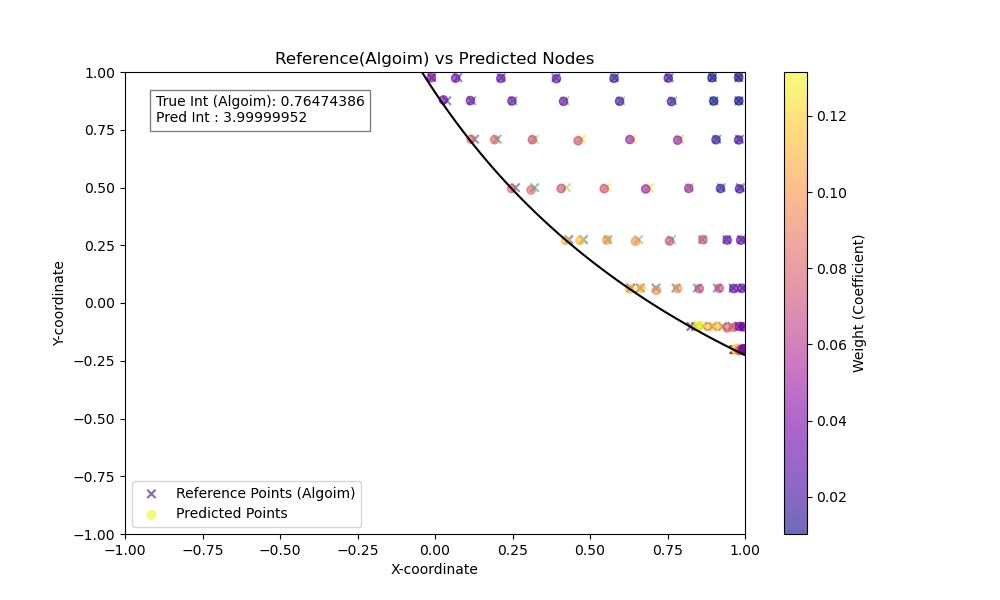 Reference(Algoim) vs Predicted Nodes
True Int (Algoim): 0.76474386
Pred Int : 3.99999952
1.00
0.75
0.50
0.25
0.00
−0.25
−0.50
−0.75
−1.00
Y-coordinate
Reference Points (Algoim)
Predicted Points
−1.00 −0.75 −0.50 −0.25 0.00 0.25 0.50 0.75 1.00
X-coordinate
0.12
0.10
0.08
0.06
0.04
0.02
Weight (Coefficient)